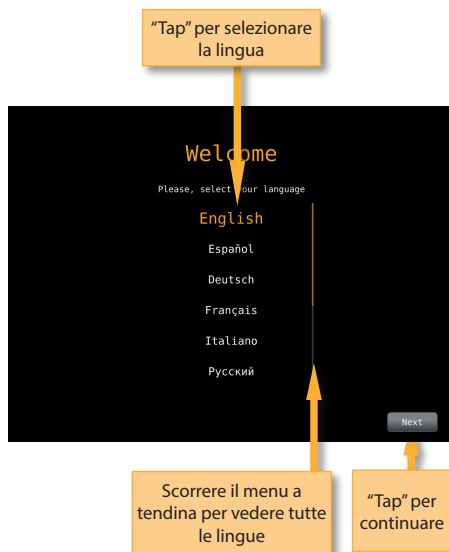 “Tap” per selezionare
la lingua
Welcome
Please, select your language
English
Español
Deutsch
Français
Italiano
Русский
Next
Scorrere il menu a
tendina per vedere tutte
le lingue
“Tap” per
continuare